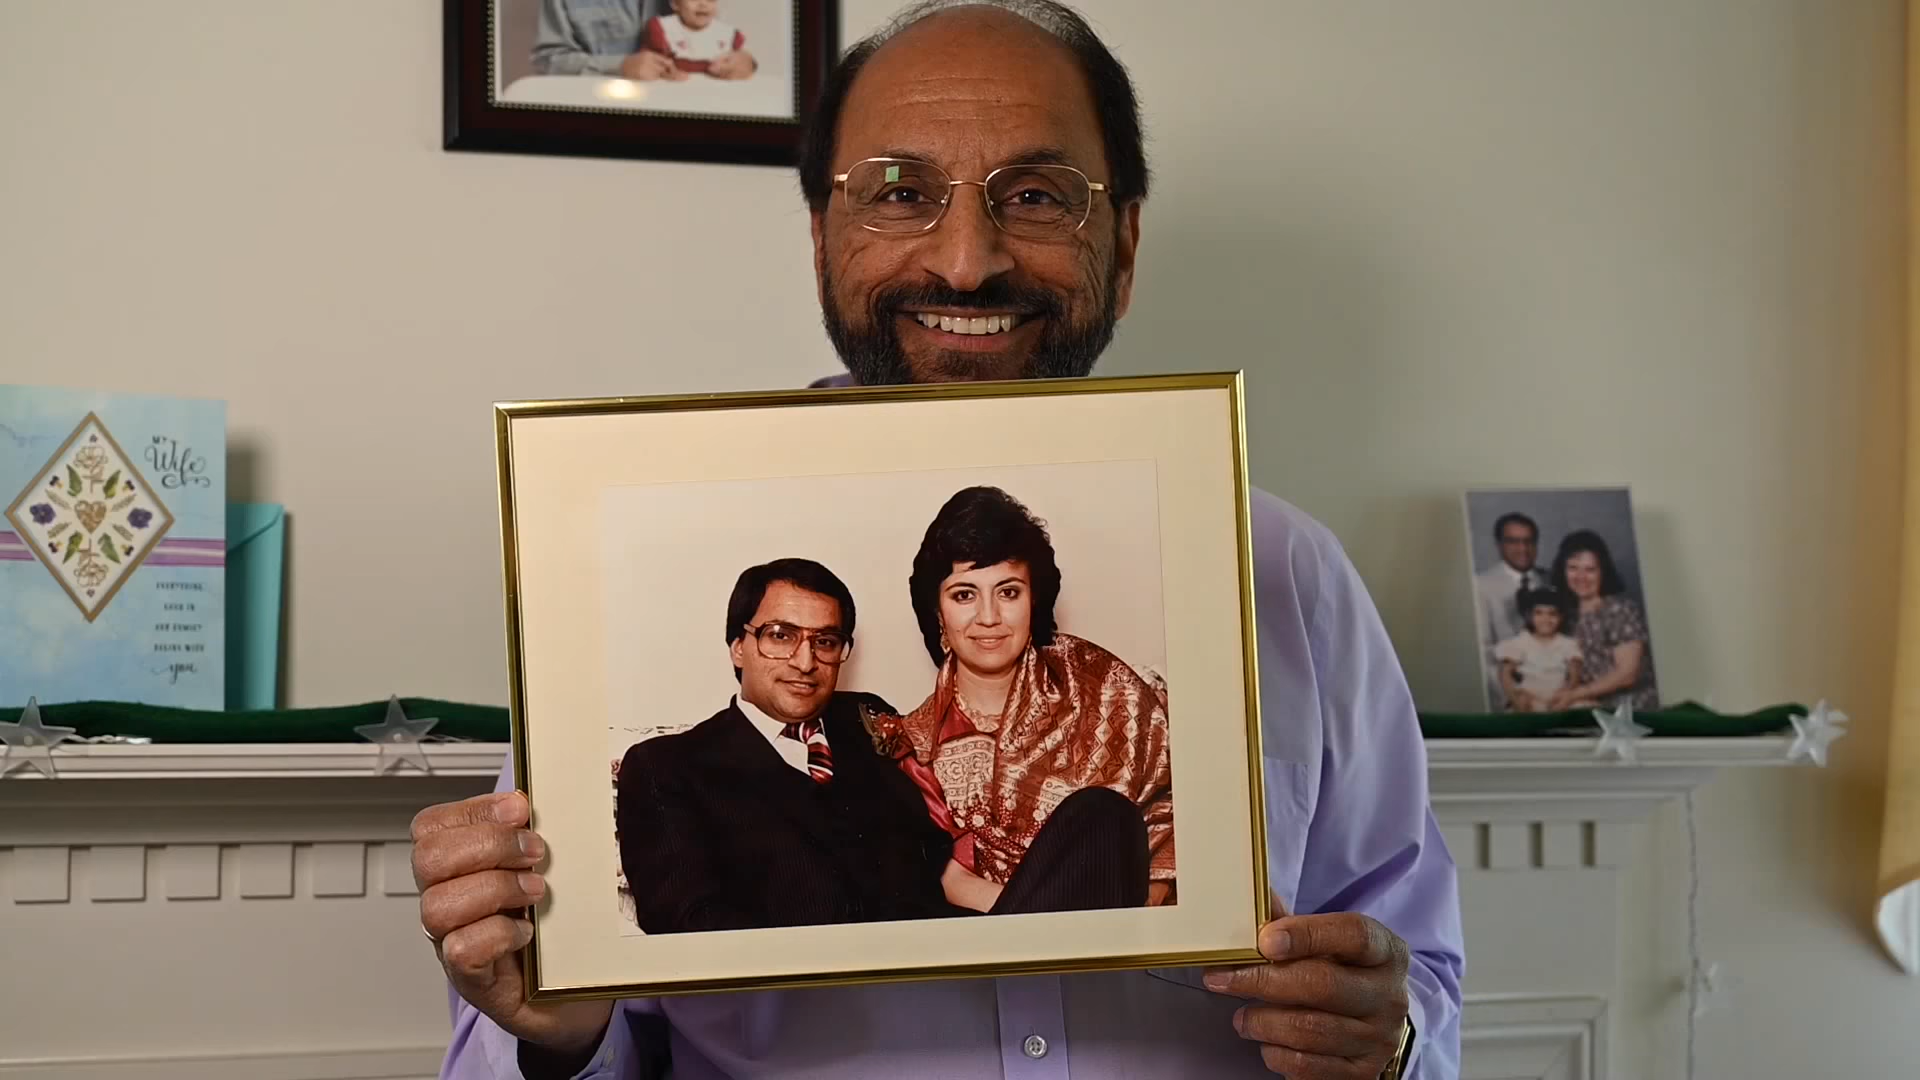 MY
Wife
EVERYTHING
GOOD IN
OUR FAMILY
BEGINS WITH
you